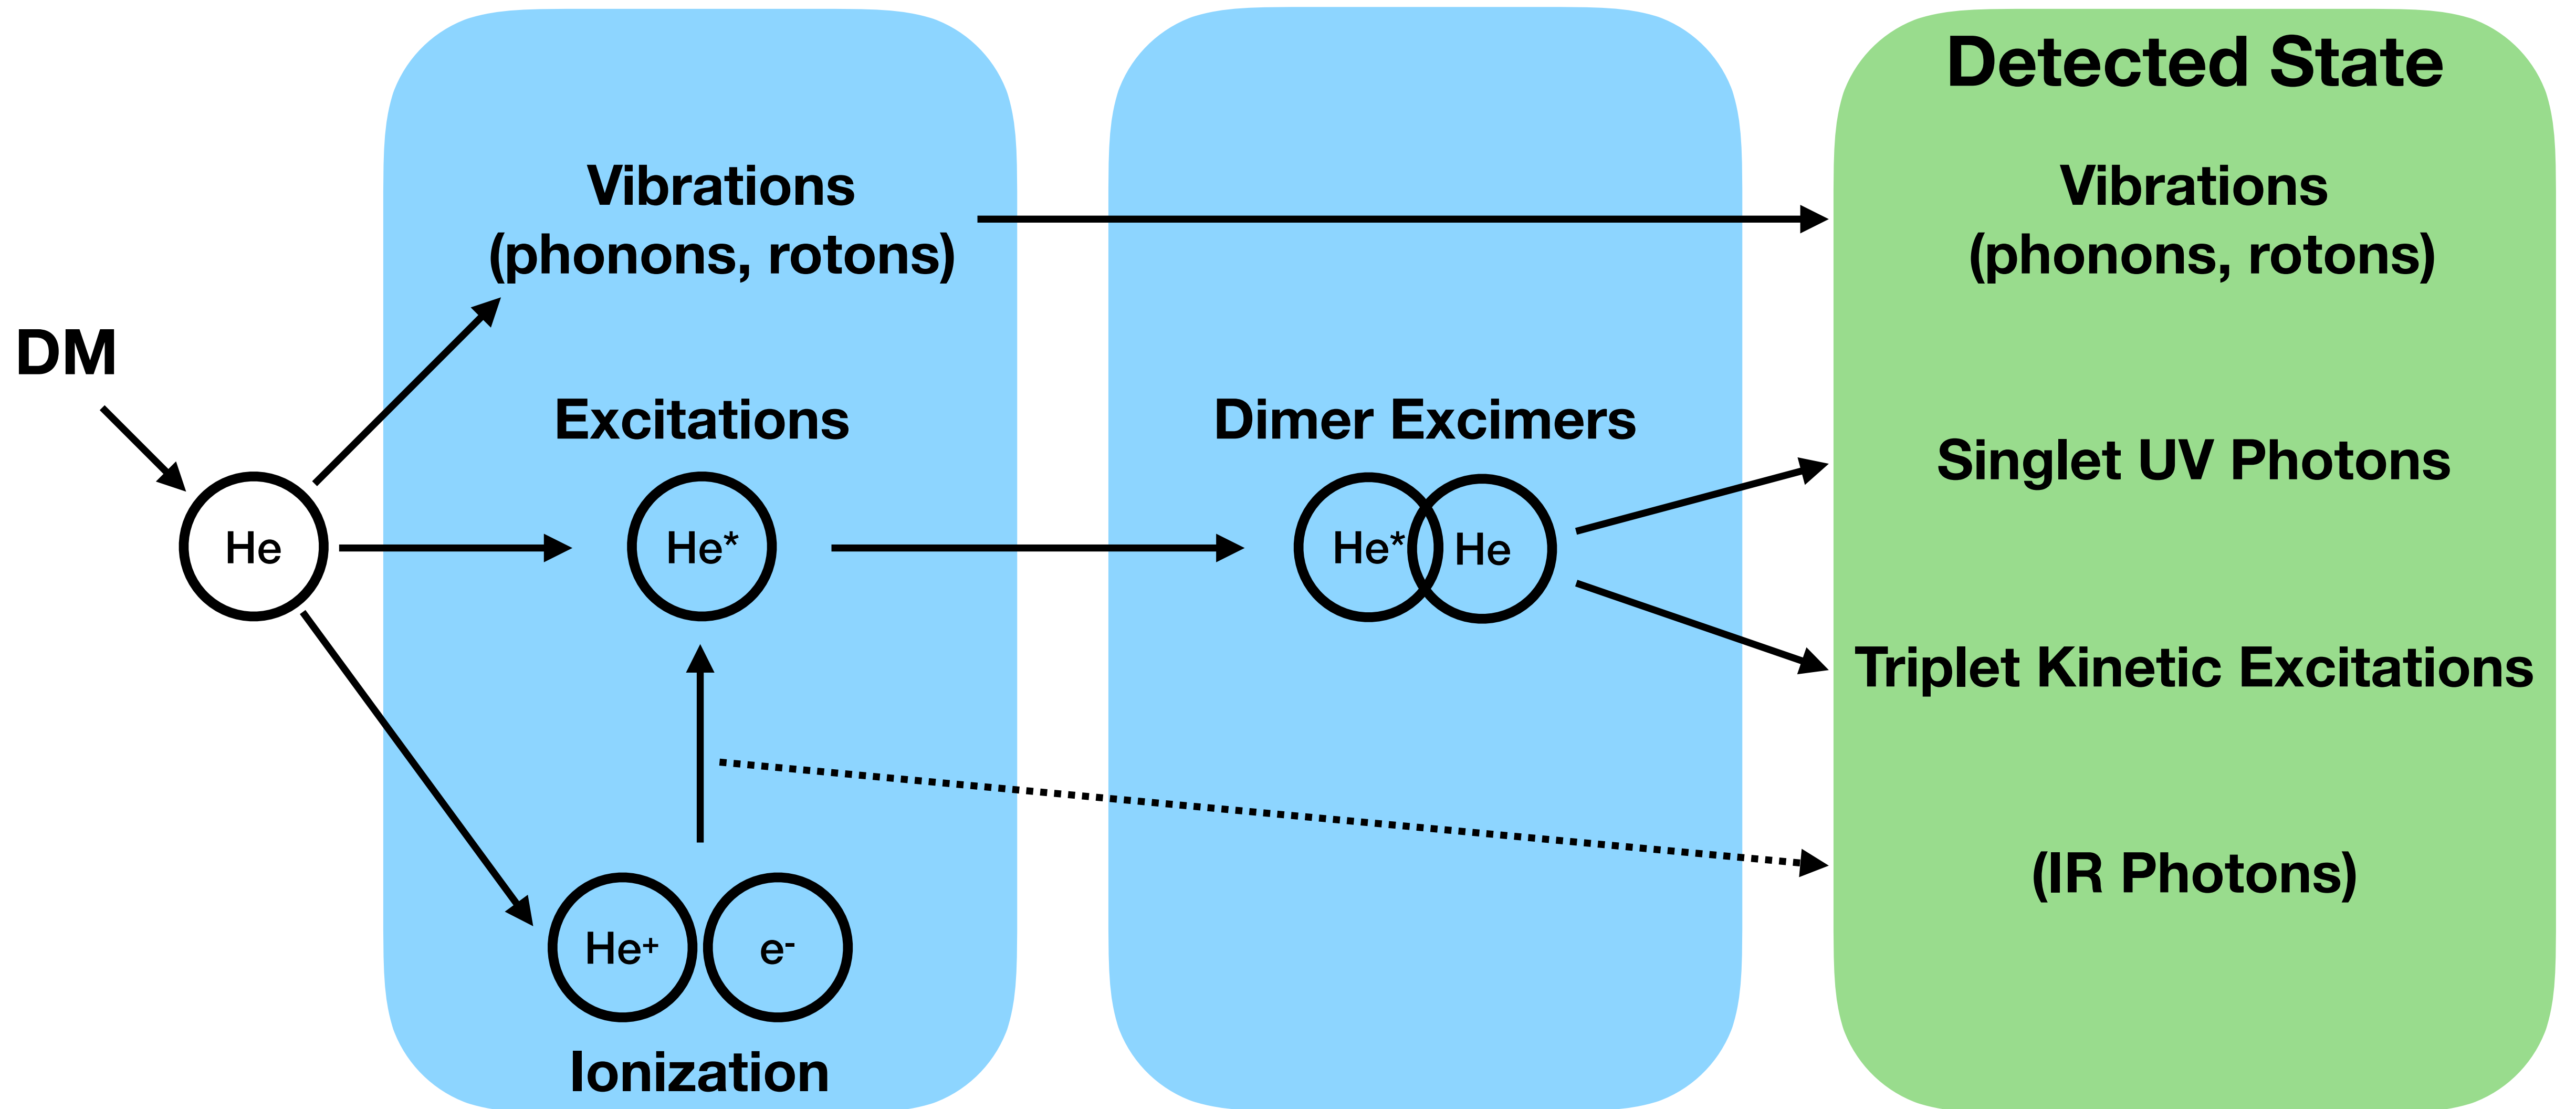 Detected State
Vibrations
(phonons, rotons)
Vibrations
(phonons, rotons)
DM
Excitations
Dimer Excimers
Singlet UV Photons
He
He*
He*
He
Triplet Kinetic Excitations
(IR Photons)
He⁺
e⁻
Ionization